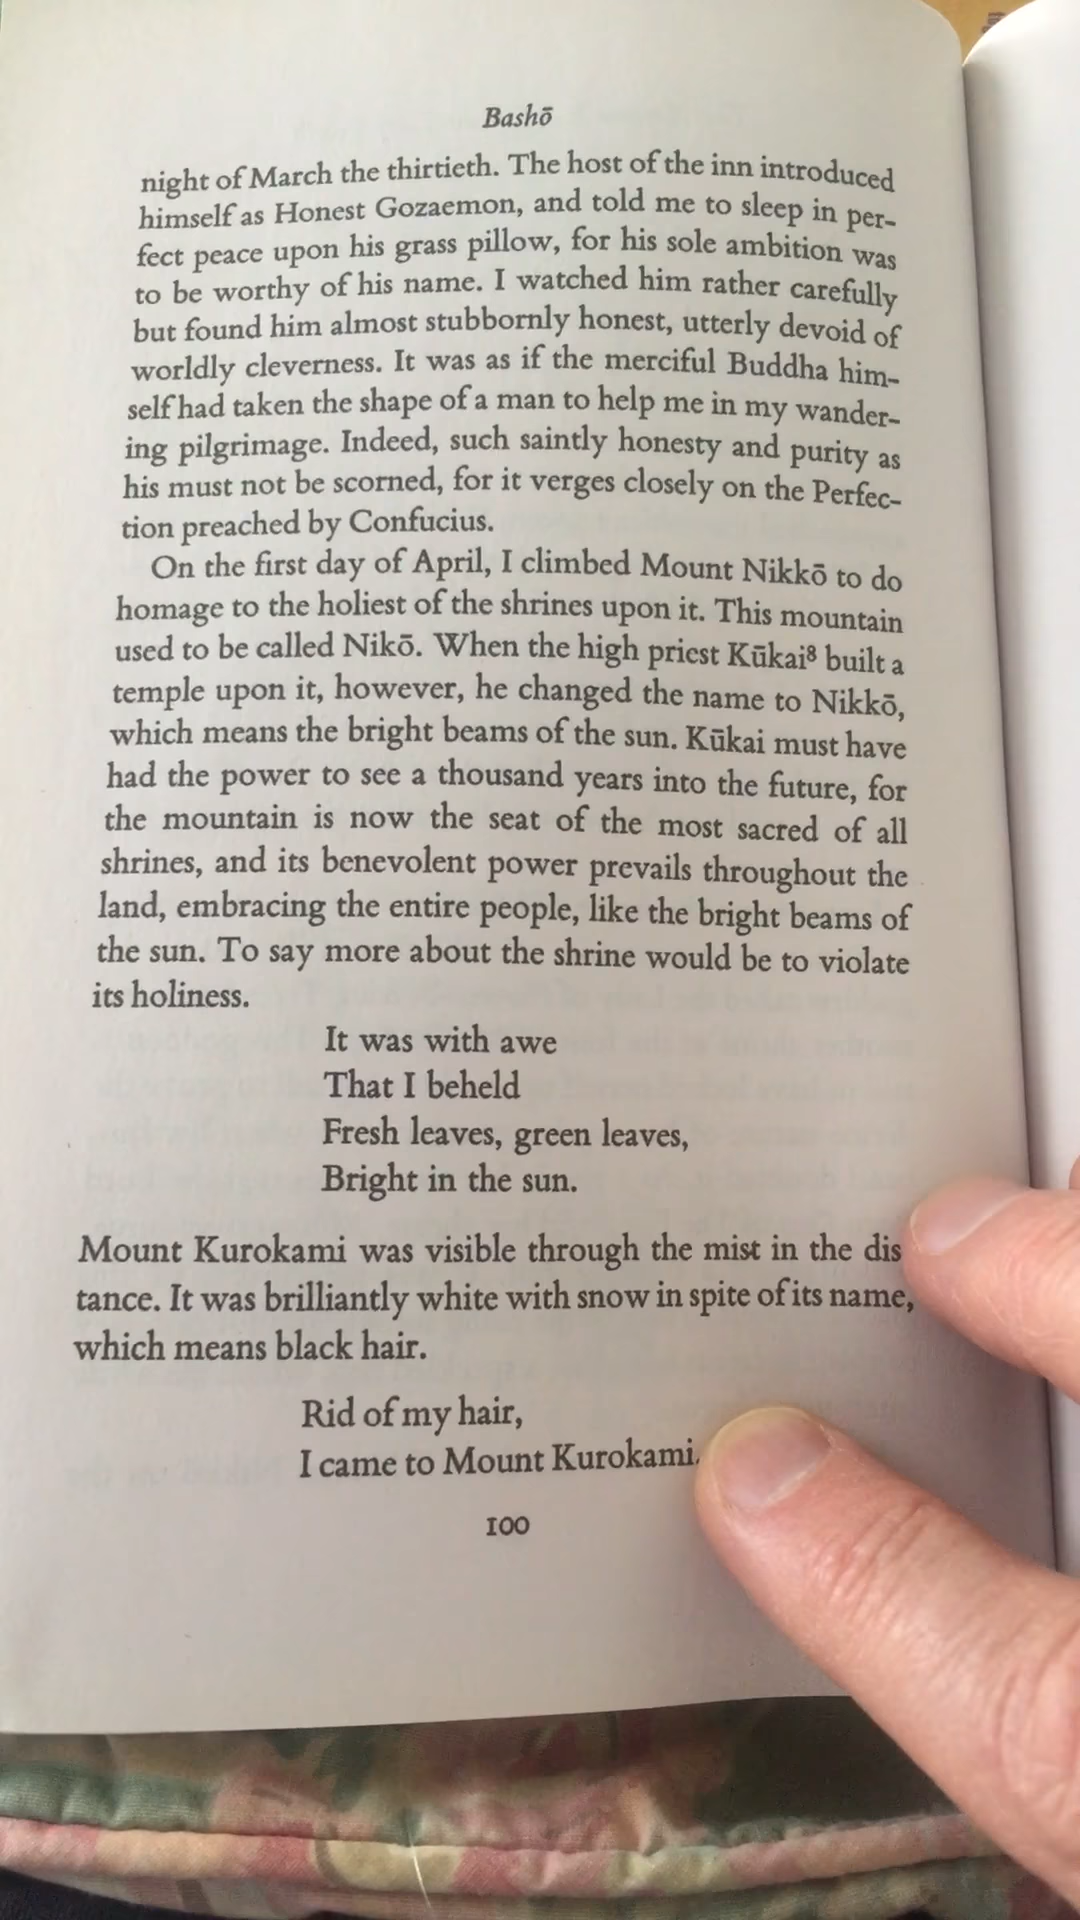 Bashō
night of March the thirtieth. The host of the inn introduced
himself as Honest Gozaemon, and told me to sleep in per-
fect peace upon his grass pillow, for his sole ambition was
to be worthy of his name. I watched him rather carefully
but found him almost stubbornly honest, utterly devoid of
worldly cleverness. It was as if the merciful Buddha him-
self had taken the shape of a man to help me in my wander-
ing pilgrimage. Indeed, such saintly honesty and purity as
his must not be scorned, for it verges closely on the Perfec-
tion preached by Confucius.
On the first day of April, I climbed Mount Nikkō to do
homage to the holiest of the shrines upon it. This mountain
used to be called Nikō. When the high priest Kūkai⁸ built a
temple upon it, however, he changed the name to Nikkō,
which means the bright beams of the sun. Kūkai must have
had the power to see a thousand years into the future, for
the mountain is now the seat of the most sacred of all
shrines, and its benevolent power prevails throughout the
land, embracing the entire people, like the bright beams of
the sun. To say more about the shrine would be to violate
its holiness.
It was with awe
That I beheld
Fresh leaves, green leaves,
Bright in the sun.
Mount Kurokami was visible through the mist in the dis
tance. It was brilliantly white with snow in spite of its name,
which means black hair.
Rid of my hair,
I came to Mount Kurokami,
100